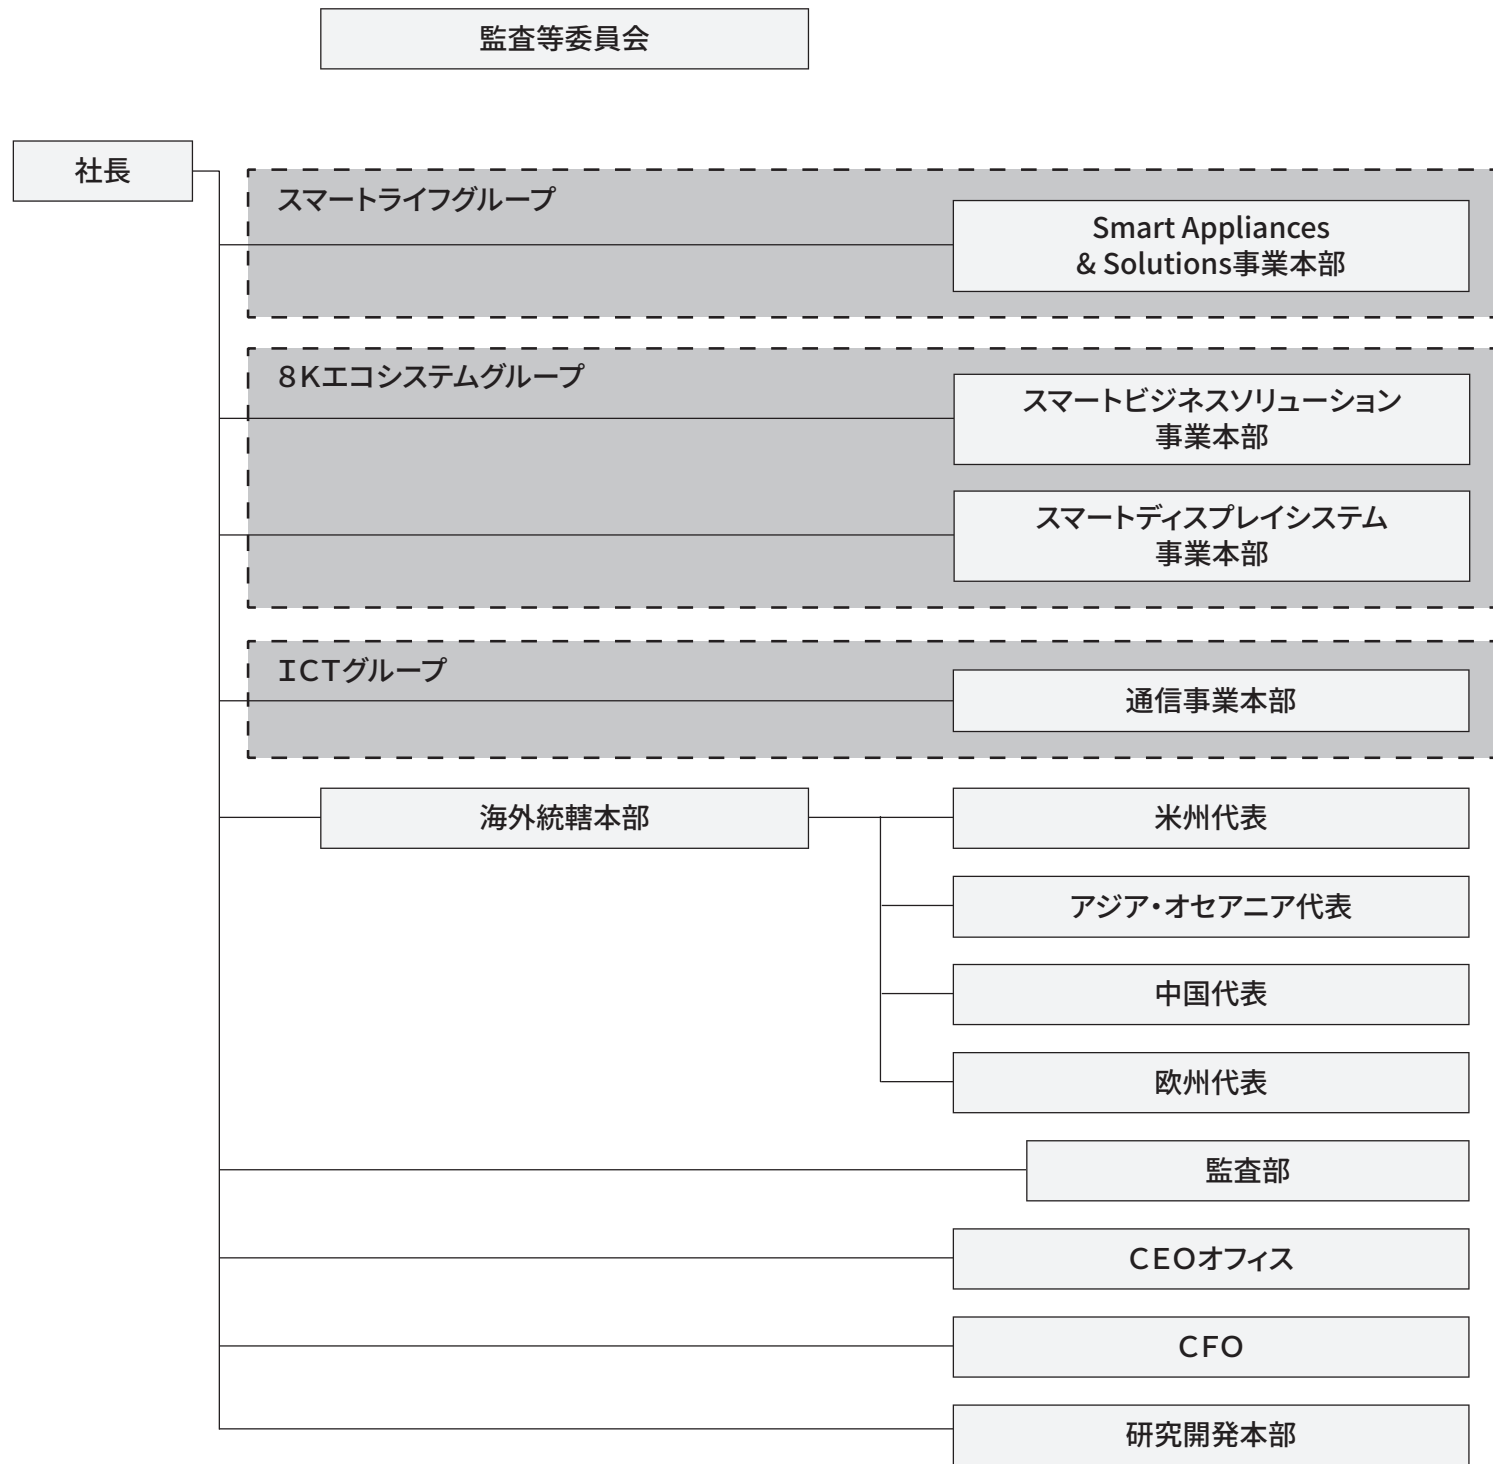 監査等委員会
社長
スマートライフグループ
Smart Appliances
& Solutions事業本部
8Kエコシステムグループ
スマートビジネスソリューション
事業本部
スマートディスプレイシステム
事業本部
ICTグループ
通信事業本部
海外統轄本部
米州代表
アジア・オセアニア代表
中国代表
欧州代表
監査部
CEOオフィス
CFO
研究開発本部